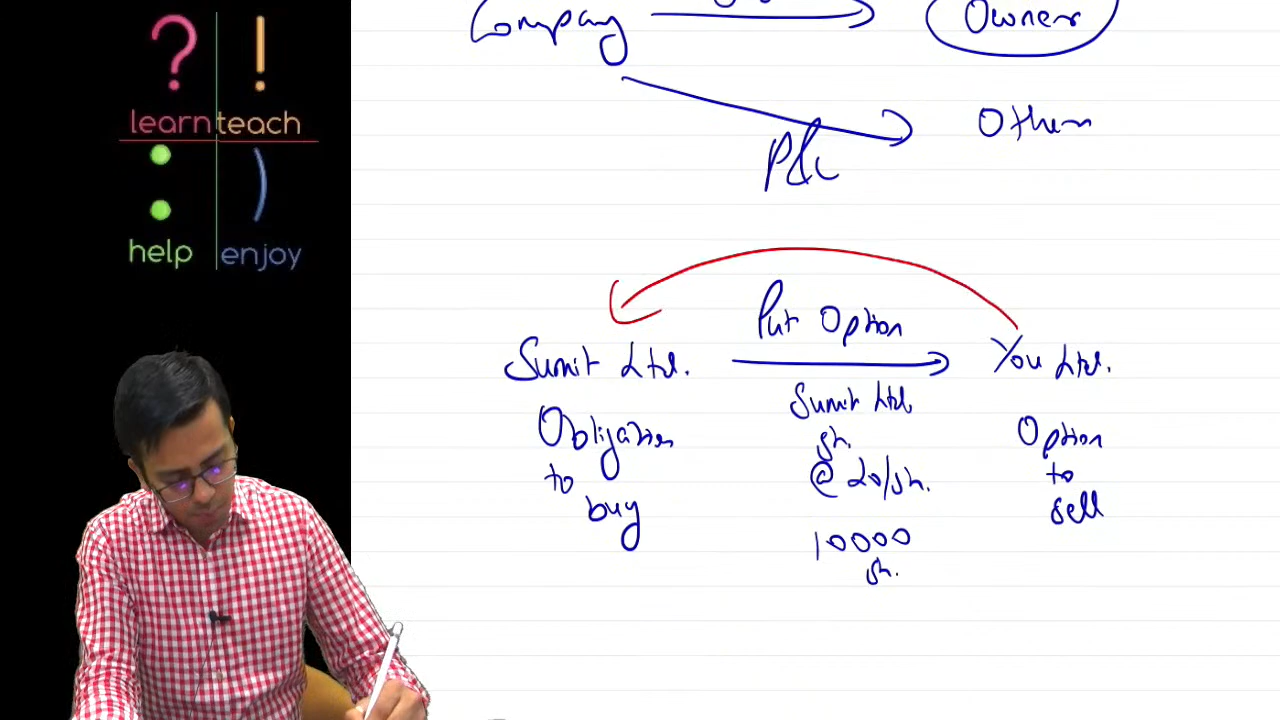 ? !
learn teach
help enjoy
Company Owner
Others
P&L
Put Option
Sumit Ltd. You Ltd.
Sumit Ltd.
sh.
@ 20/sh.
10000
sh.
Obligation
to
buy
Option
to
sell